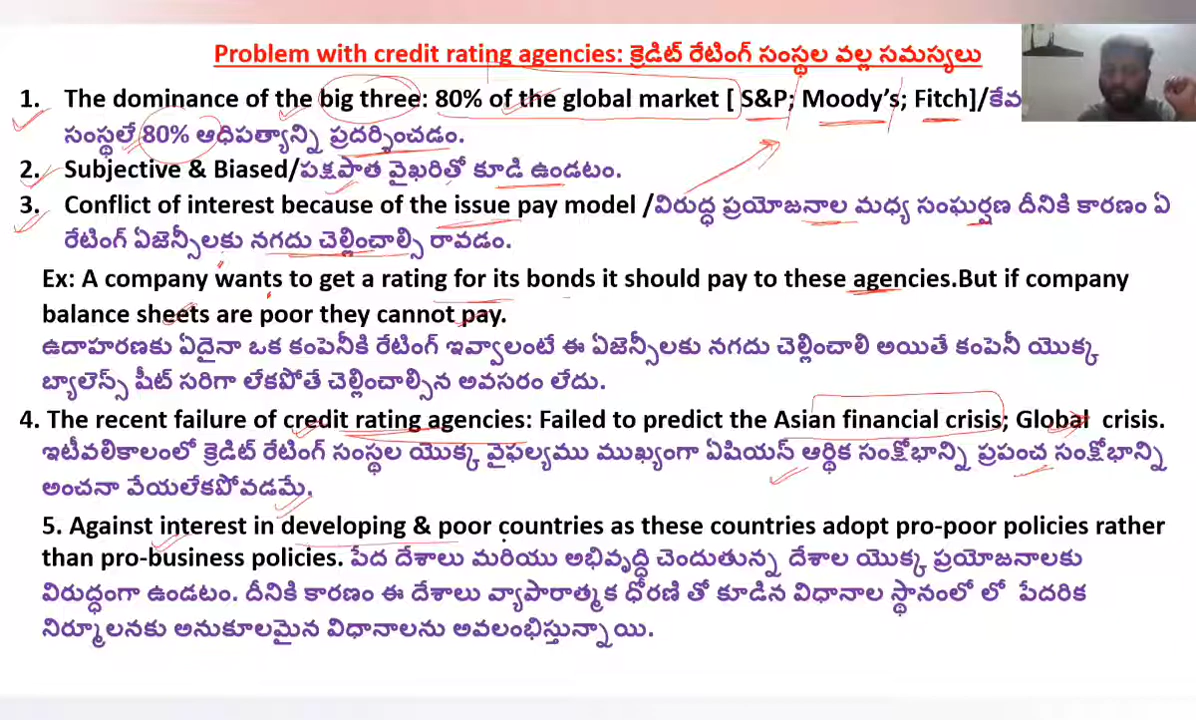 Problem with credit rating agencies: క్రెడిట్ రేటింగ్ సంస్థల వల్ల సమస్యలు
1. The dominance of the big three: 80% of the global market [ S&P; Moody's; Fitch]/కేవ
సంస్థలే 80% ఆధిపత్యాన్ని ప్రదర్శించడం.
2. Subjective & Biased/పక్షపాత వైఖరితో కూడి ఉండటం.
3. Conflict of interest because of the issue pay model /విరుద్ధ ప్రయోజనాల మధ్య సంఘర్షణ దీనికి కారణం ఏ
రేటింగ్ ఏజెన్సీలకు నగదు చెల్లించాల్సి రావడం.
Ex: A company wants to get a rating for its bonds it should pay to these agencies.But if company
balance sheets are poor they cannot pay.
ఉదాహరణకు ఏదైనా ఒక కంపెనీకి రేటింగ్ ఇవ్వాలంటే ఈ ఏజెన్సీలకు నగదు చెల్లించాలి అయితే కంపెనీ యొక్క
బ్యాలెన్స్ షీట్ సరిగా లేకపోతే చెల్లించాల్సిన అవసరం లేదు.
4. The recent failure of credit rating agencies: Failed to predict the Asian financial crisis; Global crisis.
ఇటీవలికాలంలో క్రెడిట్ రేటింగ్ సంస్థల యొక్క వైఫల్యము ముఖ్యంగా ఏషియన్ ఆర్థిక సంక్షోభాన్ని ప్రపంచ సంక్షోభాన్ని
అంచనా వేయలేకపోవడమే.
5. Against interest in developing & poor countries as these countries adopt pro-poor policies rather
than pro-business policies. పేద దేశాలు మరియు అభివృద్ధి చెందుతున్న దేశాల యొక్క ప్రయోజనాలకు
విరుద్ధంగా ఉండటం. దీనికి కారణం ఈ దేశాలు వ్యాపారాత్మక ధోరణి తో కూడిన విధానాల స్థానంలో లో పేదరిక
నిర్మూలనకు అనుకూలమైన విధానాలను అవలంభిస్తున్నాయి.